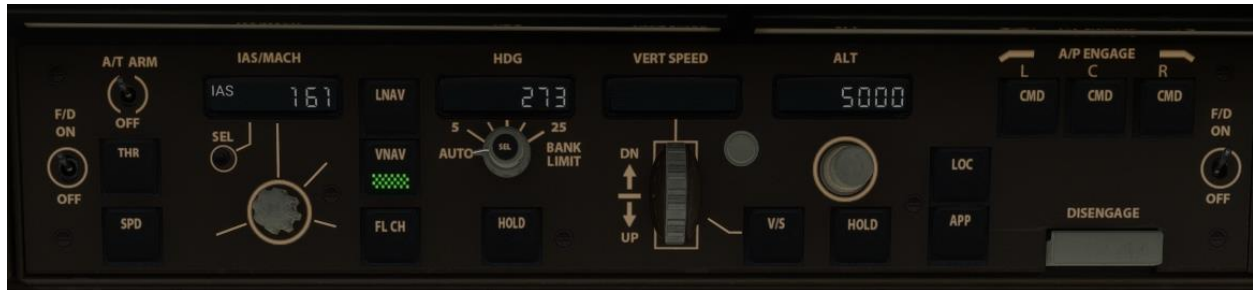 A/T ARM
OFF
F/D
ON
OFF
THR
SPD
IAS/MACH
IAS 161
SEL
LNAV
VNAV
FL CH
HDG
273
5 25
AUTO SEL BANK
LIMIT
HOLD
VERT SPEED
DN
UP
V/S
ALT
5000
HOLD
LOC
APP
A/P ENGAGE
L C R
CMD CMD CMD
DISENGAGE
F/D
ON
OFF